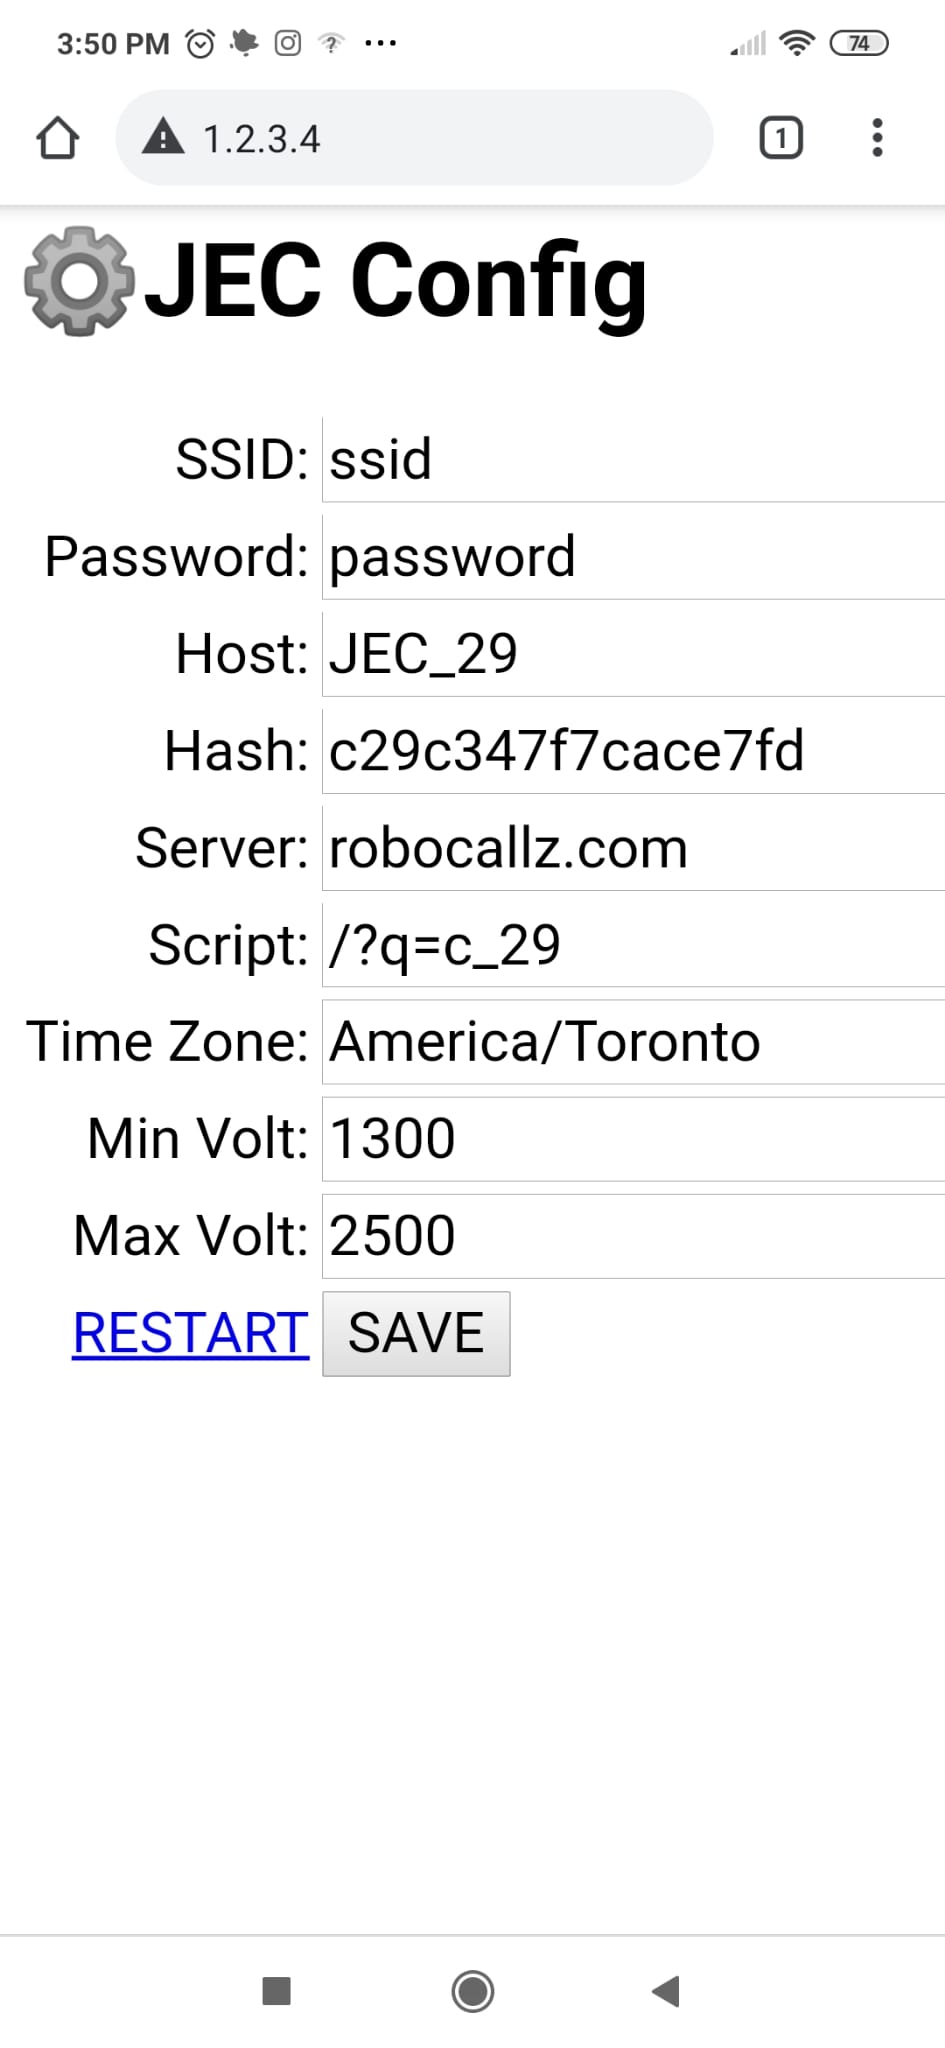 3:50 PM
74
1.2.3.4
1
JEC Config
SSID: ssid
Password: password
Host: JEC_29
Hash: c29c347f7cace7fd
Server: robocallz.com
Script: /?q=c_29
Time Zone: America/Toronto
Min Volt: 1300
Max Volt: 2500
RESTART SAVE